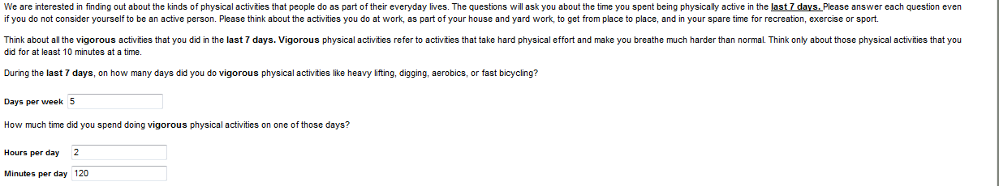 We are interested in finding out about the kinds of physical activities that people do as part of their everyday lives. The questions will ask you about the time you spent being physically active in the last 7 days. Please answer each question even
if you do not consider yourself to be an active person. Please think about the activities you do at work, as part of your house and yard work, to get from place to place, and in your spare time for recreation, exercise or sport.
Think about all the vigorous activities that you did in the last 7 days. Vigorous physical activities refer to activities that take hard physical effort and make you breathe much harder than normal. Think only about those physical activities that you
did for at least 10 minutes at a time.
During the last 7 days, on how many days did you do vigorous physical activities like heavy lifting, digging, aerobics, or fast bicycling?
Days per week 5
How much time did you spend doing vigorous physical activities on one of those days?
Hours per day 2
Minutes per day 120